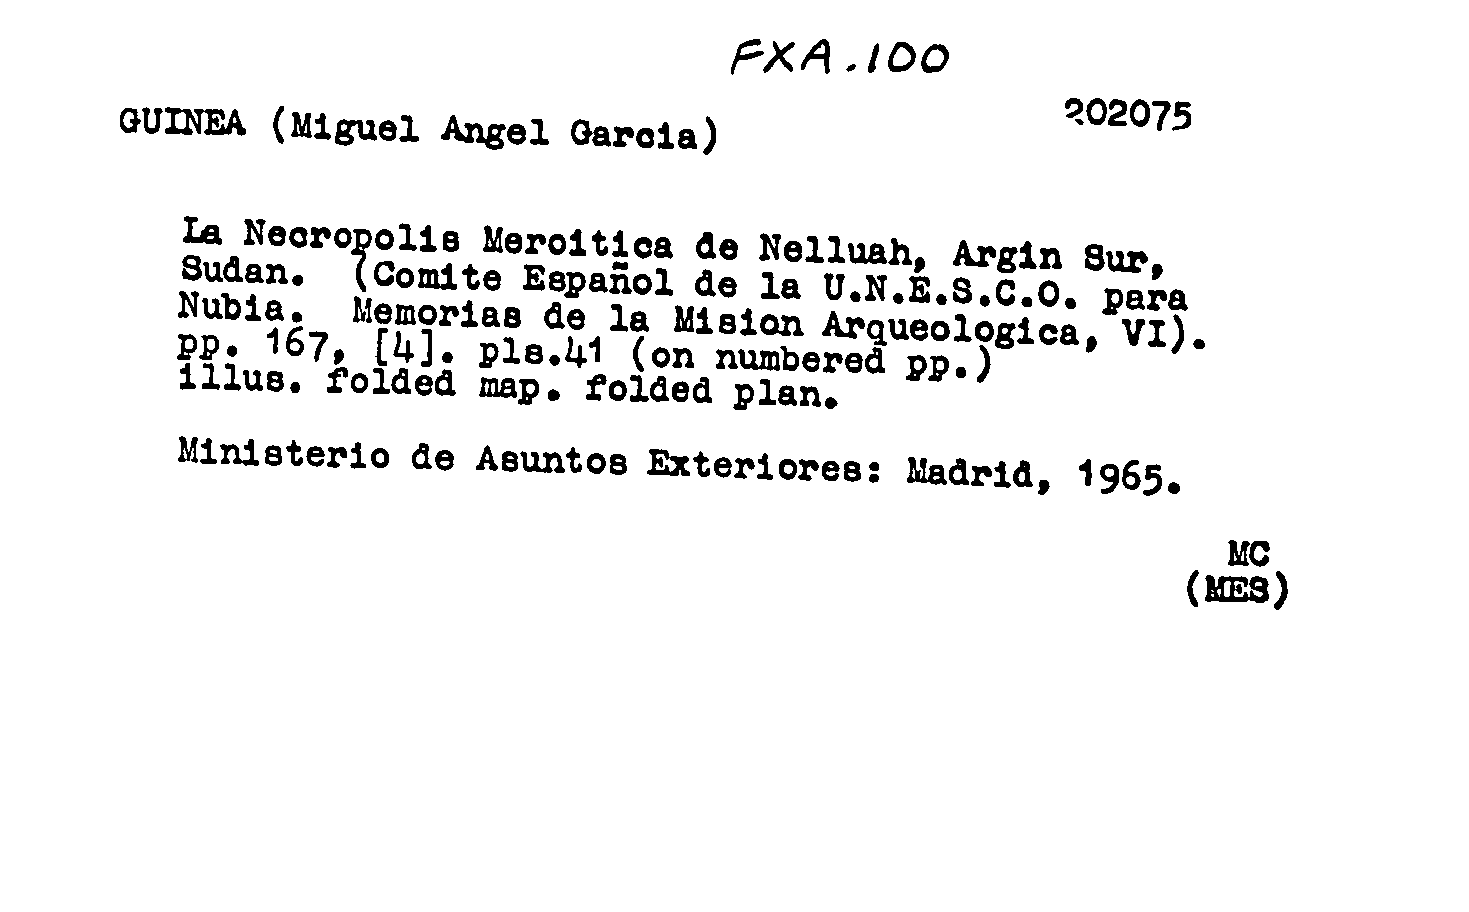 FXA.100
202075
GUINEA (Miguel Angel Garcia)
La Necropolis Meroitica de Nelluah, Argin Sur,
Sudan. (Comite Español de la U.N.E.S.C.O. para
Nubia. Memorias de la Mision Arqueologica, VI).
pp. 167, [4]. pls.41 (on numbered pp.)
illus. folded map. folded plan.
Ministerio de Asuntos Exteriores: Madrid, 1965.
MC
(MES)